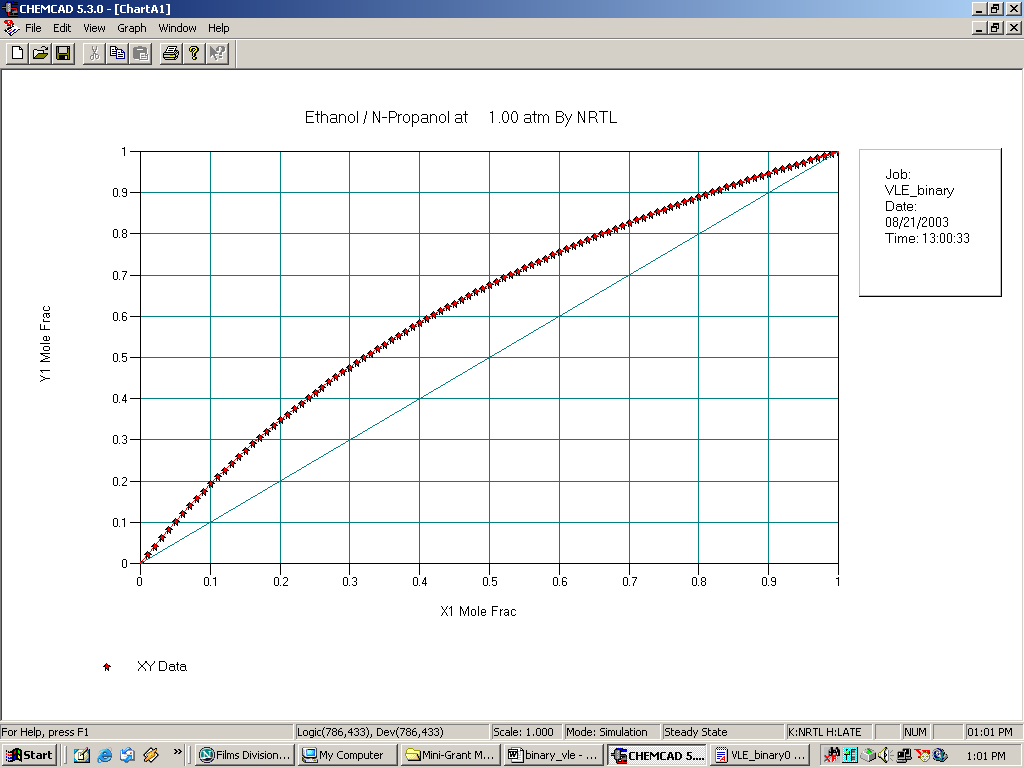 CHEMCAD 5.3.0 - [ChartA1]
File Edit View Graph Window Help
Ethanol / N-Propanol at 1.00 atm By NRTL
1
0.9
0.8
0.7
0.6
0.5
0.4
0.3
0.2
0.1
0
Y1 Mole Frac
0 0.1 0.2 0.3 0.4 0.5 0.6 0.7 0.8 0.9 1
X1 Mole Frac
XY Data
Job:
VLE_binary
Date:
08/21/2003
Time: 13:00:33
For Help, press F1 Logic(786,433), Dev(786,433) Scale: 1.000 Mode: Simulation Steady State K:NRTL H:LATE NUM 01:01 PM
Start » Films Division... My Computer Mini-Grant M... binary_vle - ... CHEMCAD 5.... VLE_binary0 ... 1:01 PM